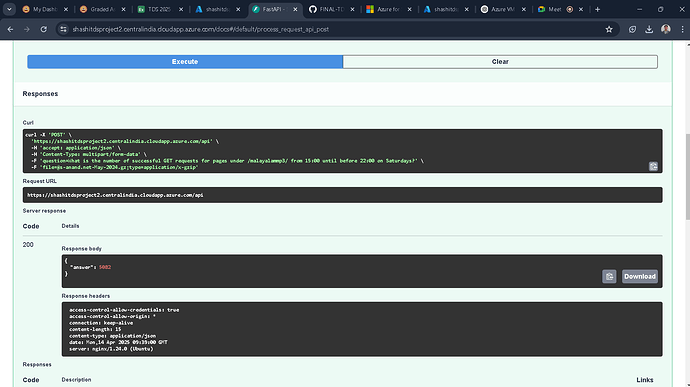 My Dash
Graded A
TDS 2025
shashitds
FastAPI -
FINAL-TD
Azure for
shashitds
Azure VM
Meet
shashitdsproject2.centralindia.cloudapp.azure.com/docs#/default/process_request_api_post
Execute
Clear
Responses
Curl
curl -X 'POST' \
'https://shashitdsproject2.centralindia.cloudapp.azure.com/api' \
-H 'accept: application/json' \
-H 'Content-Type: multipart/form-data' \
-F 'question=what is the number of successful GET requests for pages under /malayalammp3/ from 15:00 until before 22:00 on Saturdays?' \
-F 'file=@s-anand.net-May-2024.gz;type=application/x-gzip'
Request URL
https://shashitdsproject2.centralindia.cloudapp.azure.com/api
Server response
Code
Details
200
Response body
{
"answer": 5082
}
Download
Response headers
access-control-allow-credentials: true
access-control-allow-origin: *
connection: keep-alive
content-length: 15
content-type: application/json
date: Mon,14 Apr 2025 09:39:00 GMT
server: nginx/1.24.0 (Ubuntu)
Responses
Code
Description
Links